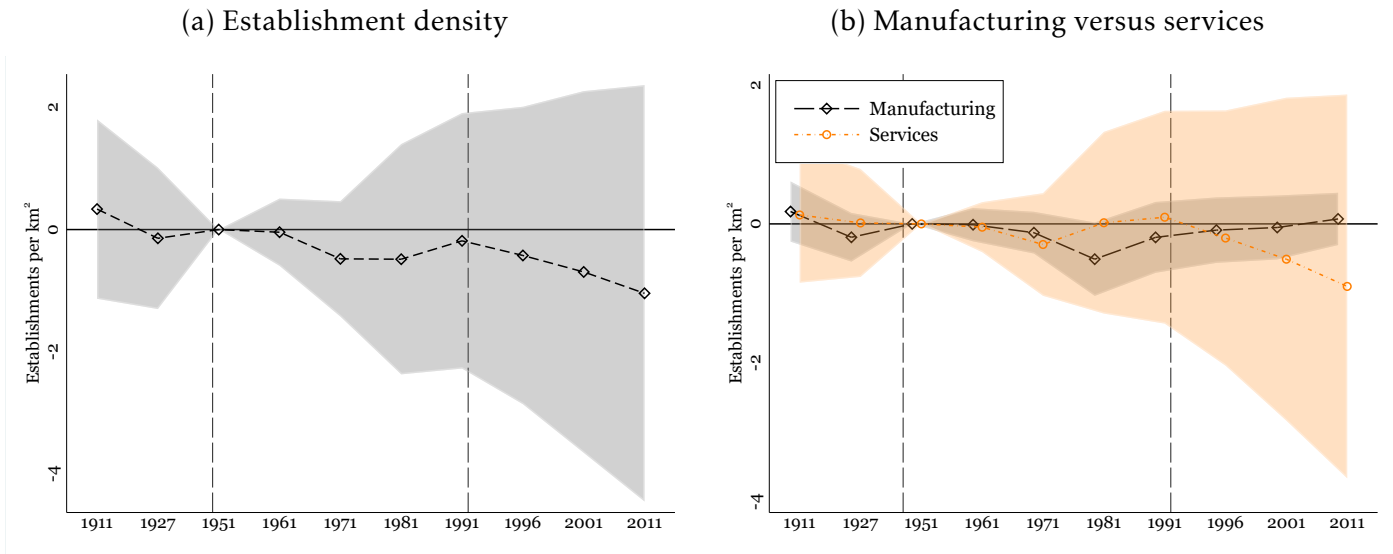 (a) Establishment density
Establishments per km²
2
0
-2
-4
1911 1927 1951 1961 1971 1981 1991 1996 2001 2011
(b) Manufacturing versus services
Manufacturing
Services
Establishments per km²
2
0
-2
-4
1911 1927 1951 1961 1971 1981 1991 1996 2001 2011